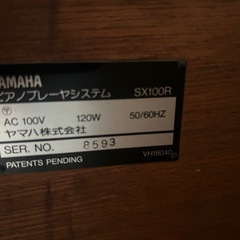 YAMAHA
ピアノプレーヤシステム SX100R
〒 AC 100V 120W 50/60HZ
ヤマハ株式会社
SER. NO. 8593
PATENTS PENDING VH18040